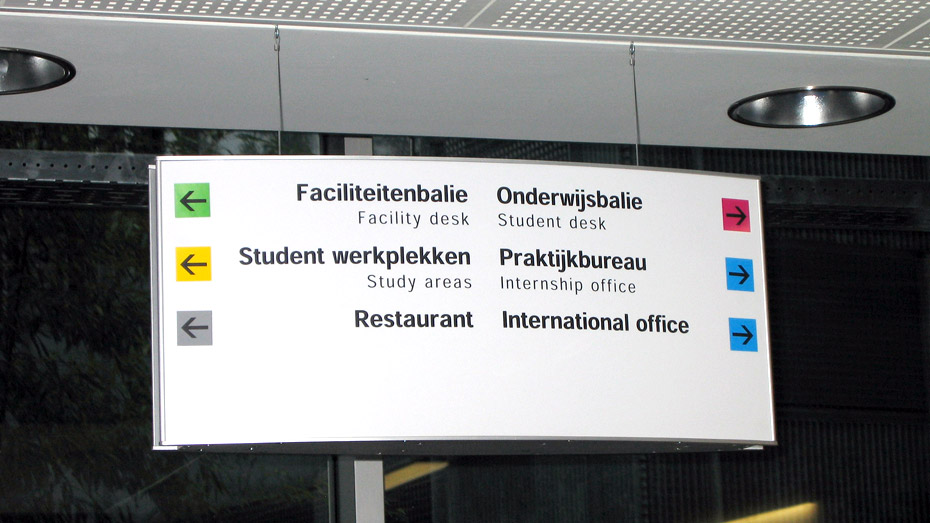 Faciliteitenbalie
Facility desk
Student werkplekken
Study areas
Restaurant
Onderwijsbalie
Student desk
Praktijkbureau
Internship office
International office